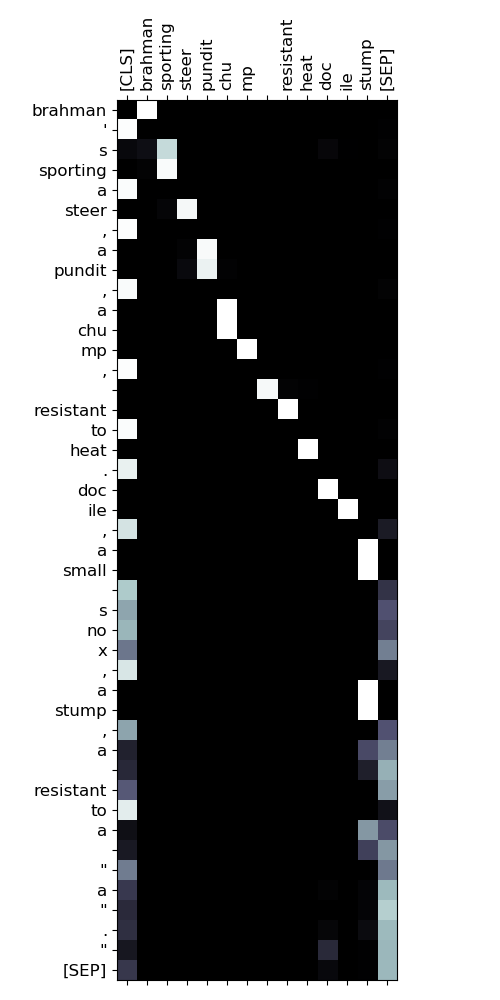 [CLS]
brahman
sporting
steer
pundit
chu
mp
resistant
heat
doc
ile
stump
[SEP]
brahman
'
s
sporting
a
steer
,
a
pundit
,
a
chu
mp
,
resistant
to
heat
.
doc
ile
,
a
small
s
no
x
,
a
stump
,
a
resistant
to
a
"
a
"
.
"
[SEP]